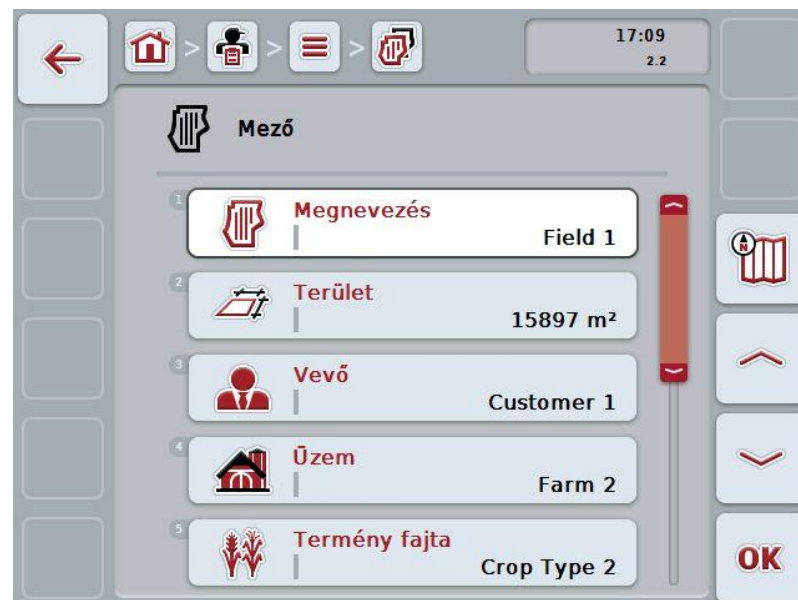 17:09
2.2
Mező
1
Megnevezés
Field 1
2
Terület
15897 m²
3
Vevő
Customer 1
4
Üzem
Farm 2
5
Termény fajta
Crop Type 2
N
OK